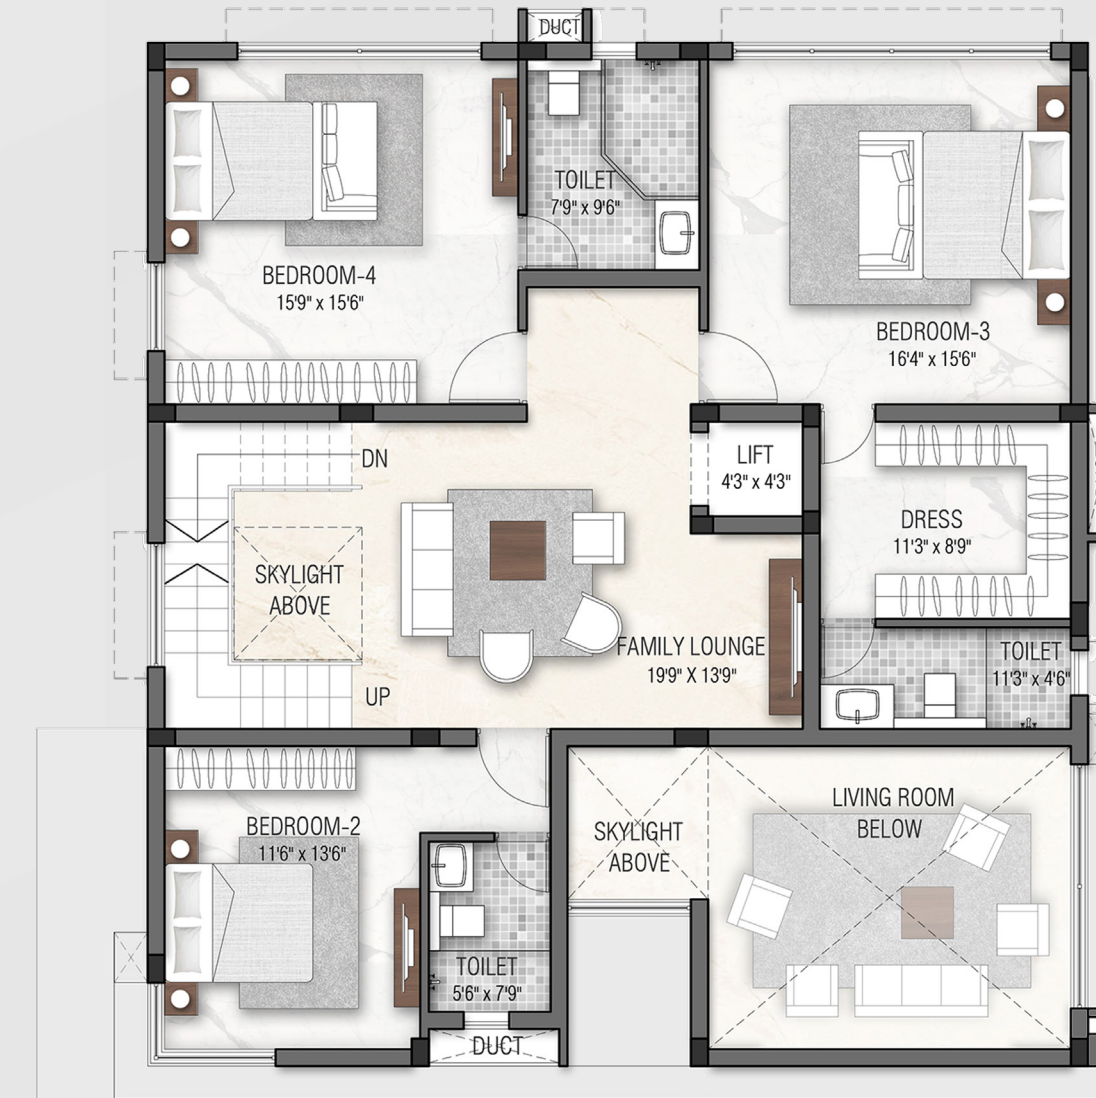 DUCT
TOILET
7'9" x 9'6"
BEDROOM-4
15'9" x 15'6"
BEDROOM-3
16'4" x 15'6"
DN
LIFT
4'3" x 4'3"
DRESS
11'3" x 8'9"
SKYLIGHT
ABOVE
FAMILY LOUNGE
19'9" X 13'9"
TOILET
11'3" x 4'6"
UP
LIVING ROOM
BELOW
BEDROOM-2
11'6" x 13'6"
SKYLIGHT
ABOVE
TOILET
5'6" x 7'9"
DUCT